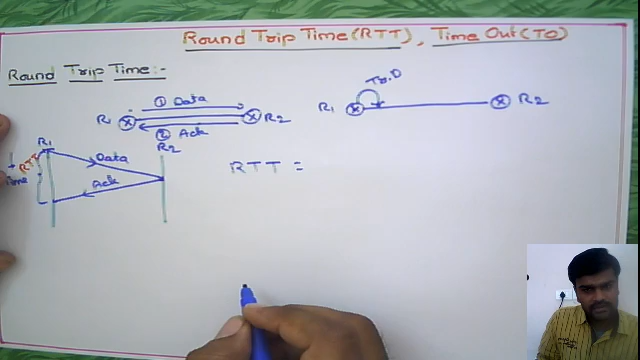 Round Trip Time (RTT), Time Out (TO)
Round Trip Time:-
① Data
R1 R2
② Ack
Tr.D
R1 R2
R1 R2
RTT
Time
Data
Ack
RTT =